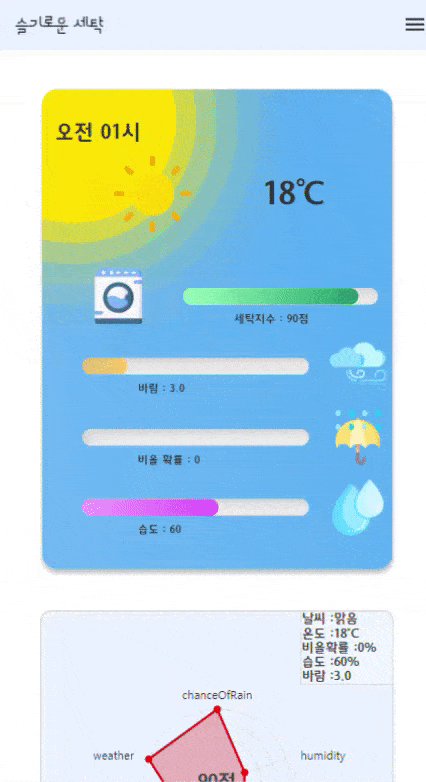 슬기로운 세탁
오전 01시
18℃
세탁지수 : 90점
바람 : 3.0
비올 확률 : 0
습도 : 60
날씨 :맑음
온도 :18℃
비올확률 :0%
습도 :60%
바람 :3.0
chanceOfRain
weather
humidity
90점